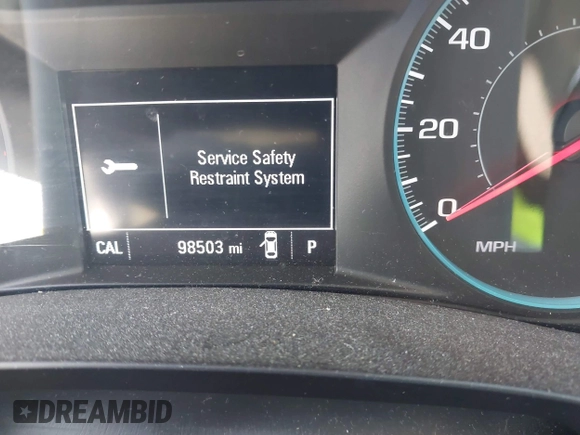 40
20
0
MPH
Service Safety
Restraint System
CAL 98503 mi P
DREAMBID